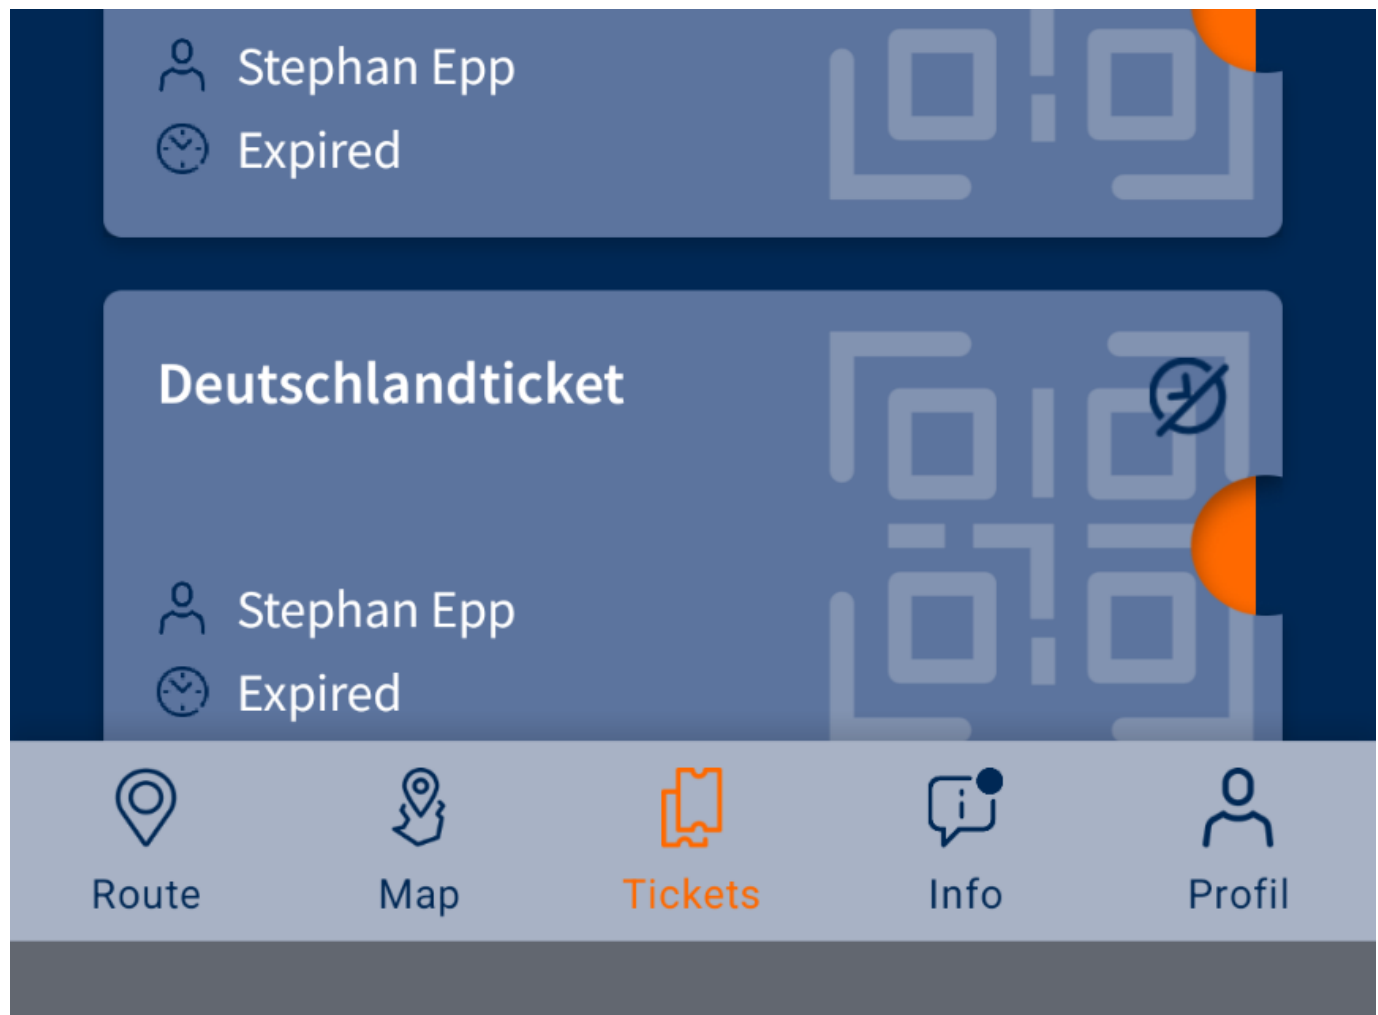 Stephan Epp
Expired
Deutschlandticket
Stephan Epp
Expired
Route
Map
Tickets
Info
Profil